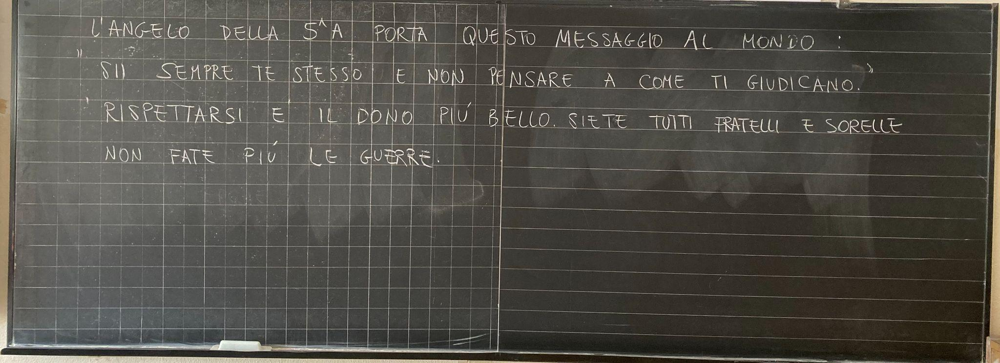 L'ANGELO DELLA 5^A PORTA QUESTO MESSAGGIO AL MONDO :
" SII SEMPRE TE STESSO E NON PENSARE A COME TI GIUDICANO. "
' RISPETTARSI E' IL DONO PIÚ BELLO. SIETE TUTTI FRATELLI E SORELLE
NON FATE PIÚ LE GUERRE.